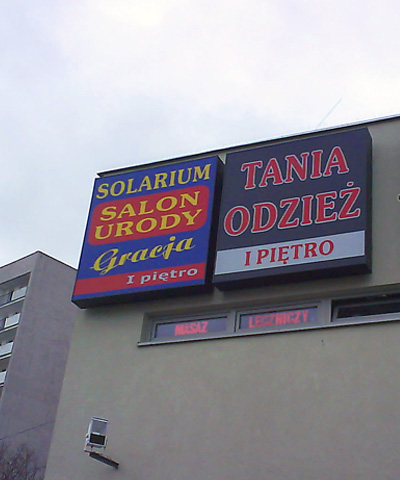 SOLARIUM
SALON
URODY
Gracja
I piętro
TANIA
ODZIEŻ
I PIĘTRO
MASAŻ LECZNICZY